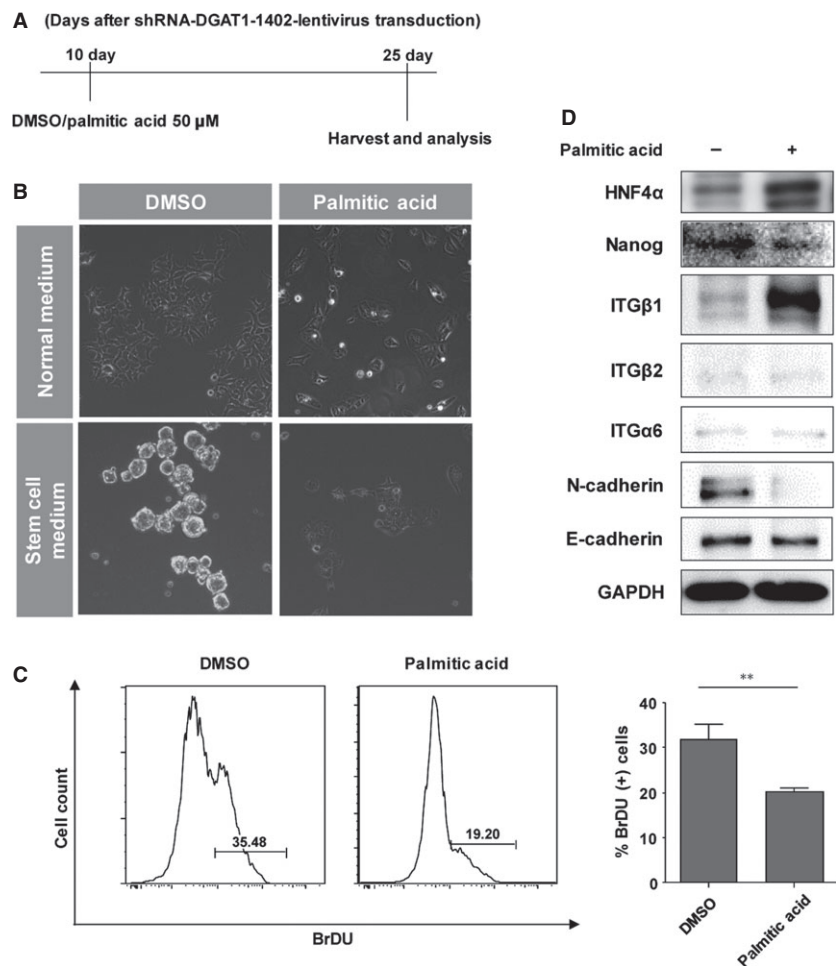 A (Days after shRNA-DGAT1-1402-lentivirus transduction)
10 day
25 day
DMSO/palmitic acid 50 µM
Harvest and analysis
B
DMSO
Palmitic acid
Normal medium
Stem cell
medium
C
DMSO
Palmitic acid
Cell count
35.48
19.20
BrDU
**
% BrDU (+) cells
40
30
20
10
0
DMSO
Palmitic acid
D
Palmitic acid – +
HNF4α
Nanog
ITGβ1
ITGβ2
ITGα6
N-cadherin
E-cadherin
GAPDH